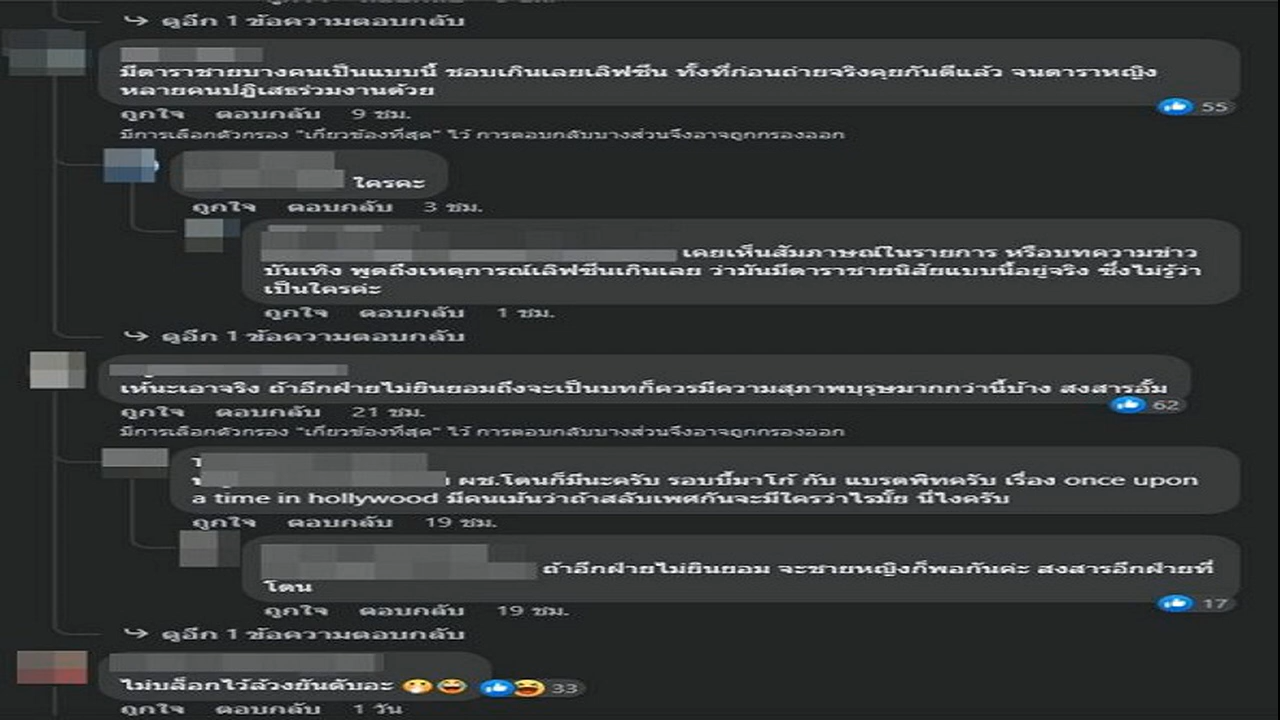 ดูอีก 1 ข้อความตอบกลับ
มีดาราชายบางคนเป็นแบบนี้ ชอบเกินเลยเลิฟซีน ทั้งที่ก่อนถ่ายจริงคุยกันดีแล้ว จนดาราหญิง
หลายคนปฏิเสธร่วมงานด้วย
55
ถูกใจ ตอบกลับ 9 ชม.
มีการเลือกตัวกรอง "เกี่ยวข้องที่สุด" ไว้ การตอบกลับบางส่วนจึงอาจถูกกรองออก
ใครคะ
ถูกใจ ตอบกลับ 3 ชม.
เคยเห็นสัมภาษณ์ในรายการ หรือบทความข่าว
บันเทิง พูดถึงเหตุการณ์เลิฟซีนเกินเลย ว่ามันมีดาราชายนิสัยแบบนี้อยู่จริง ซึ่งไม่รู้ว่า
เป็นใครค่ะ
ถูกใจ ตอบกลับ 1 ชม.
ดูอีก 1 ข้อความตอบกลับ
เห้นะเอาจริง ถ้าอีกฝ่ายไม่ยินยอมถึงจะเป็นบทก็ควรมีความสุภาพบุรุษมากกว่านี้บ้าง สงสารอั้ม
62
ถูกใจ ตอบกลับ 21 ชม.
มีการเลือกตัวกรอง "เกี่ยวข้องที่สุด" ไว้ การตอบกลับบางส่วนจึงอาจถูกกรองออก
ผช.โดนก็มีนะครับ รอบบี้มาโก้ กับ แบรดพิทครับ เรื่อง once upon
a time in hollywood มีคนเม้นว่าถ้าสลับเพศกันจะมีใครว่าไรมั้ย นี่ไงครับ
ถูกใจ ตอบกลับ 19 ชม.
ถ้าอีกฝ่ายไม่ยินยอม จะชายหญิงก็พอกันค่ะ สงสารอีกฝ่ายที่
โดน
17
ถูกใจ ตอบกลับ 19 ชม.
ดูอีก 1 ข้อความตอบกลับ
ไม่บล็อกไว้ล้วงยันตับอะ 33
ถูกใจ ตอบกลับ 1 วัน